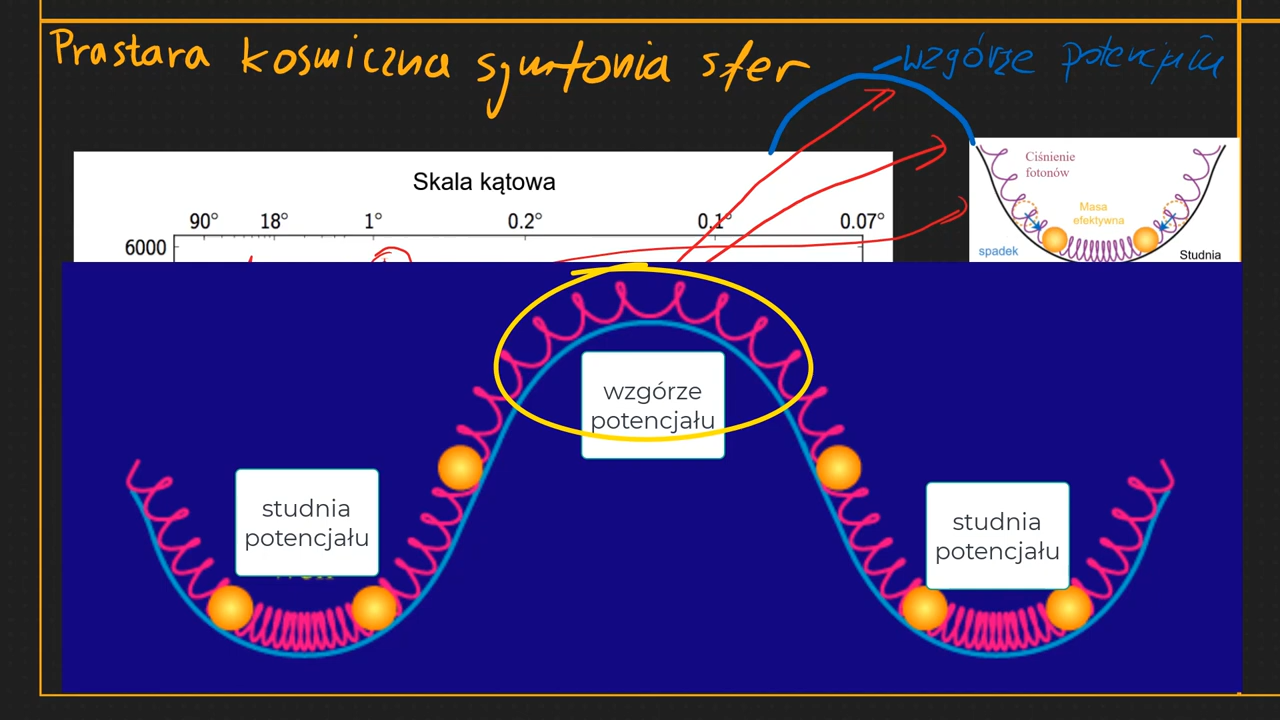 Prastara kosmiczna symfonia sfer
wzgórze potencjału
Skala kątowa
90° 18° 1° 0.2° 0.1° 0.07°
6000
Ciśnienie
fotonów
Masa
efektywna
spadek
Studnia
wzgórze
potencjału
studnia
potencjału
studnia
potencjału